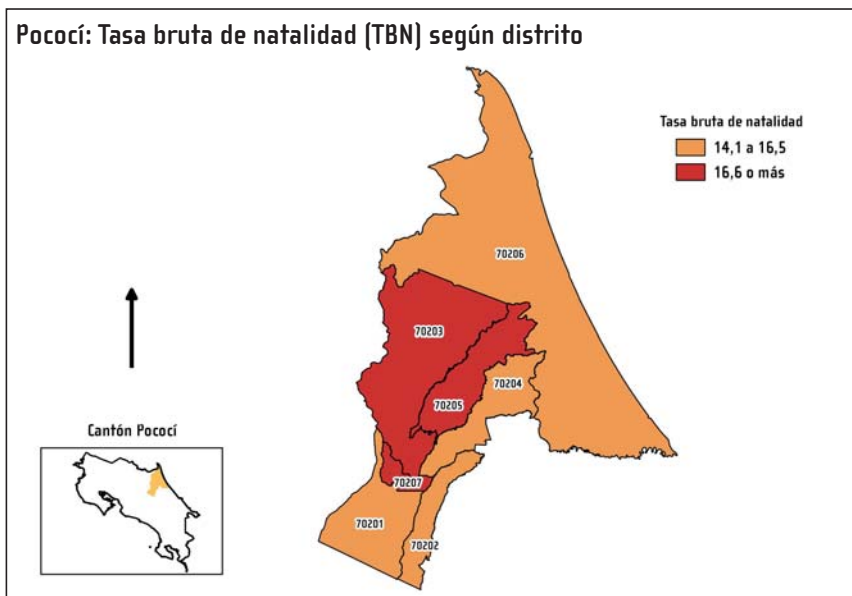 Pococí: Tasa bruta de natalidad (TBN) según distrito
Tasa bruta de natalidad
14,1 a 16,5
16,6 o más
70206
70203
70204
70205
70207
70201
70202
Cantón Pococí